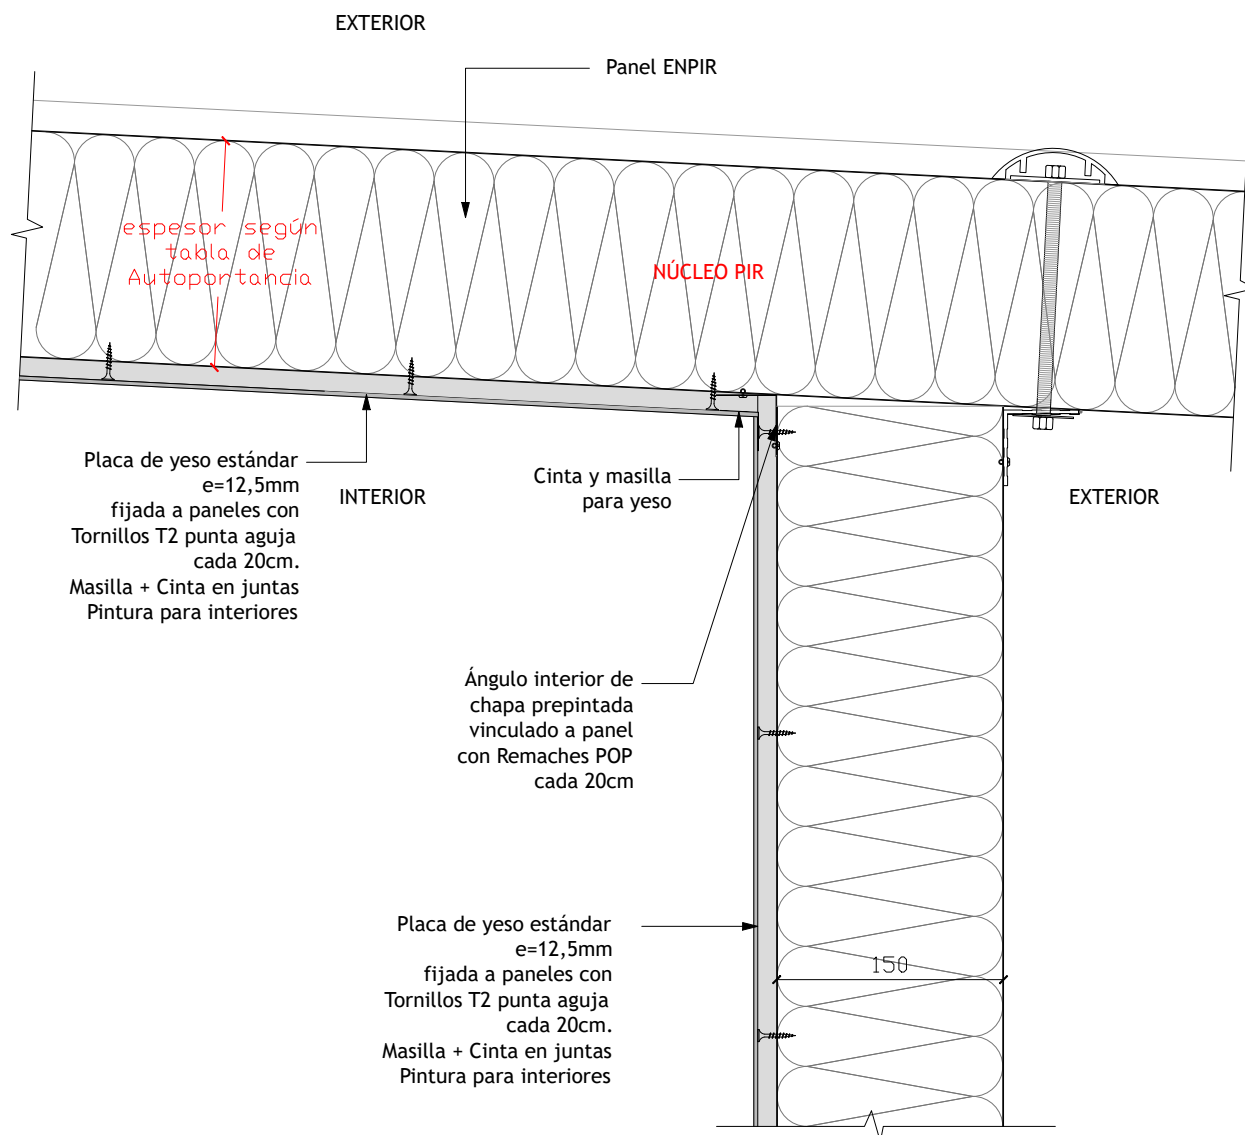 EXTERIOR
Panel ENPIR
espesor según
tabla de
Autoportancia
NÚCLEO PIR
Placa de yeso estándar
e=12,5mm
fijada a paneles con
Tornillos T2 punta aguja
cada 20cm.
Masilla + Cinta en juntas
Pintura para interiores
INTERIOR
Cinta y masilla
para yeso
EXTERIOR
Ángulo interior de
chapa prepintada
vinculado a panel
con Remaches POP
cada 20cm
Placa de yeso estándar
e=12,5mm
fijada a paneles con
Tornillos T2 punta aguja
cada 20cm.
Masilla + Cinta en juntas
Pintura para interiores
150